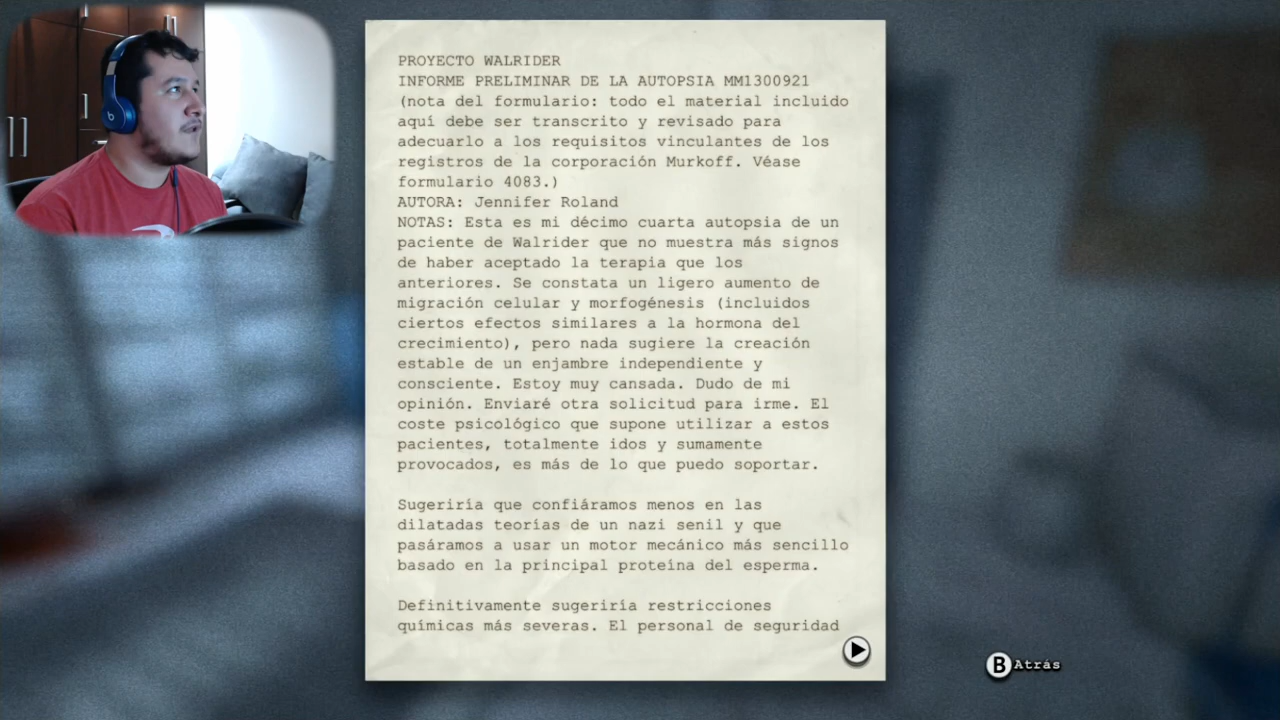 PROYECTO WALRIDER
INFORME PRELIMINAR DE LA AUTOPSIA MM1300921
(nota del formulario: todo el material incluido
aquí debe ser transcrito y revisado para
adecuarlo a los requisitos vinculantes de los
registros de la corporación Murkoff. Véase
formulario 4083.)
AUTORA: Jennifer Roland
NOTAS: Esta es mi décimo cuarta autopsia de un
paciente de Walrider que no muestra más signos
de haber aceptado la terapia que los
anteriores. Se constata un ligero aumento de
migración celular y morfogénesis (incluidos
ciertos efectos similares a la hormona del
crecimiento), pero nada sugiere la creación
estable de un enjambre independiente y
consciente. Estoy muy cansada. Dudo de mi
opinión. Enviaré otra solicitud para irme. El
coste psicológico que supone utilizar a estos
pacientes, totalmente idos y sumamente
provocados, es más de lo que puedo soportar.
Sugeriría que confiáramos menos en las
dilatadas teorías de un nazi senil y que
pasáramos a usar un motor mecánico más sencillo
basado en la principal proteína del esperma.
Definitivamente sugeriría restricciones
químicas más severas. El personal de seguridad
B Atrás